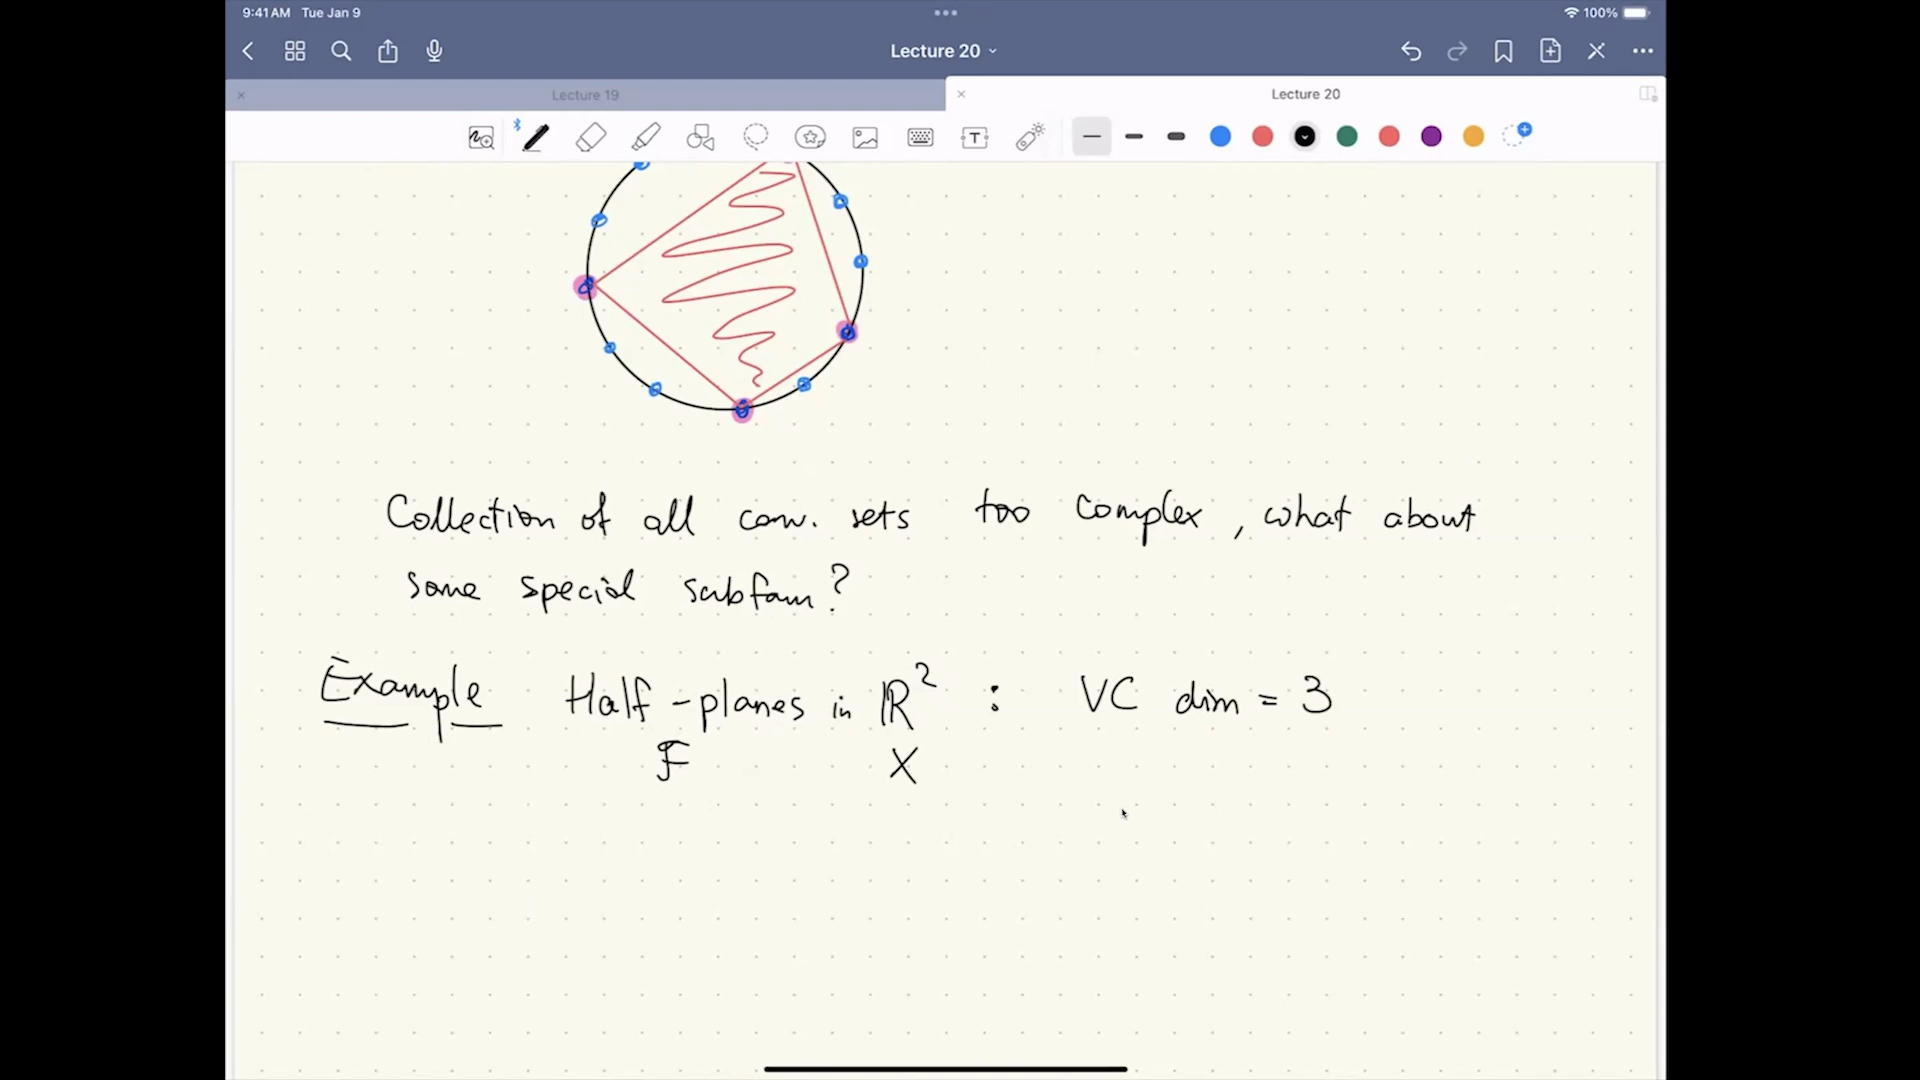 9:41 AM Tue Jan 9
100%
Lecture 20
Lecture 19
Lecture 20
Collection of all conv. sets too complex, what about
some special subfam?
Example Half-planes in ℝ² : VC dim = 3
F X